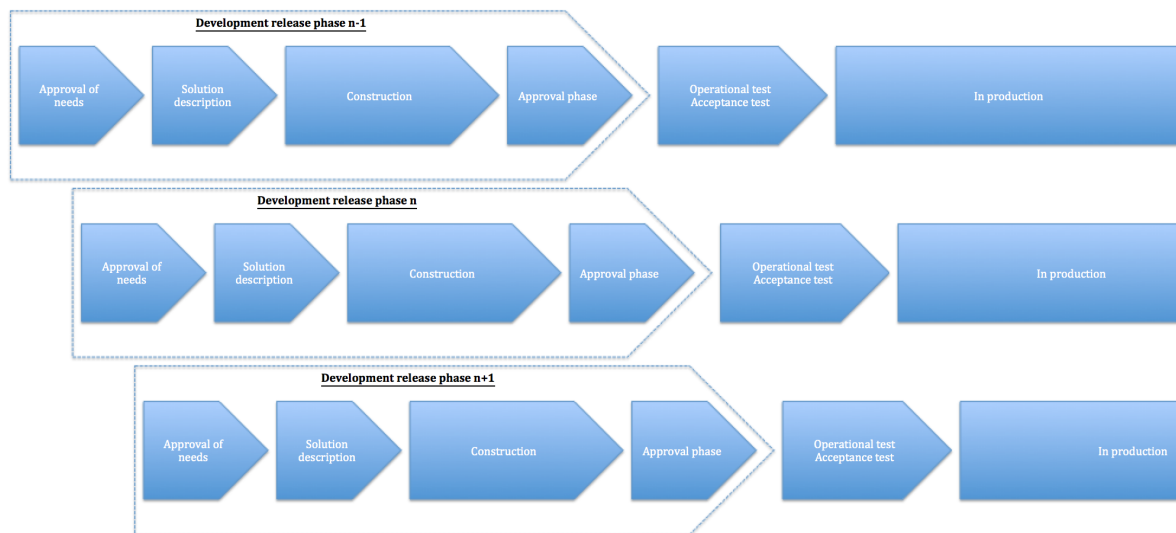 Development release phase n-1
Approval of
needs
Solution
description
Construction
Approval phase
Operational test
Acceptance test
In production
Development release phase n
Approval of
needs
Solution
description
Construction
Approval phase
Operational test
Acceptance test
In production
Development release phase n+1
Approval of
needs
Solution
description
Construction
Approval phase
Operational test
Acceptance test
In production